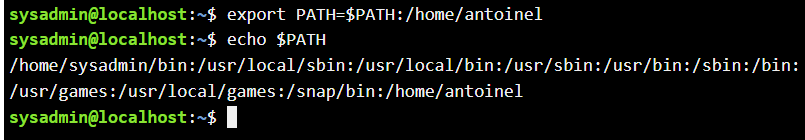 sysadmin@localhost:~$ export PATH=$PATH:/home/antoinel
sysadmin@localhost:~$ echo $PATH
/home/sysadmin/bin:/usr/local/sbin:/usr/local/bin:/usr/sbin:/usr/bin:/sbin:/bin:
/usr/games:/usr/local/games:/snap/bin:/home/antoinel
sysadmin@localhost:~$